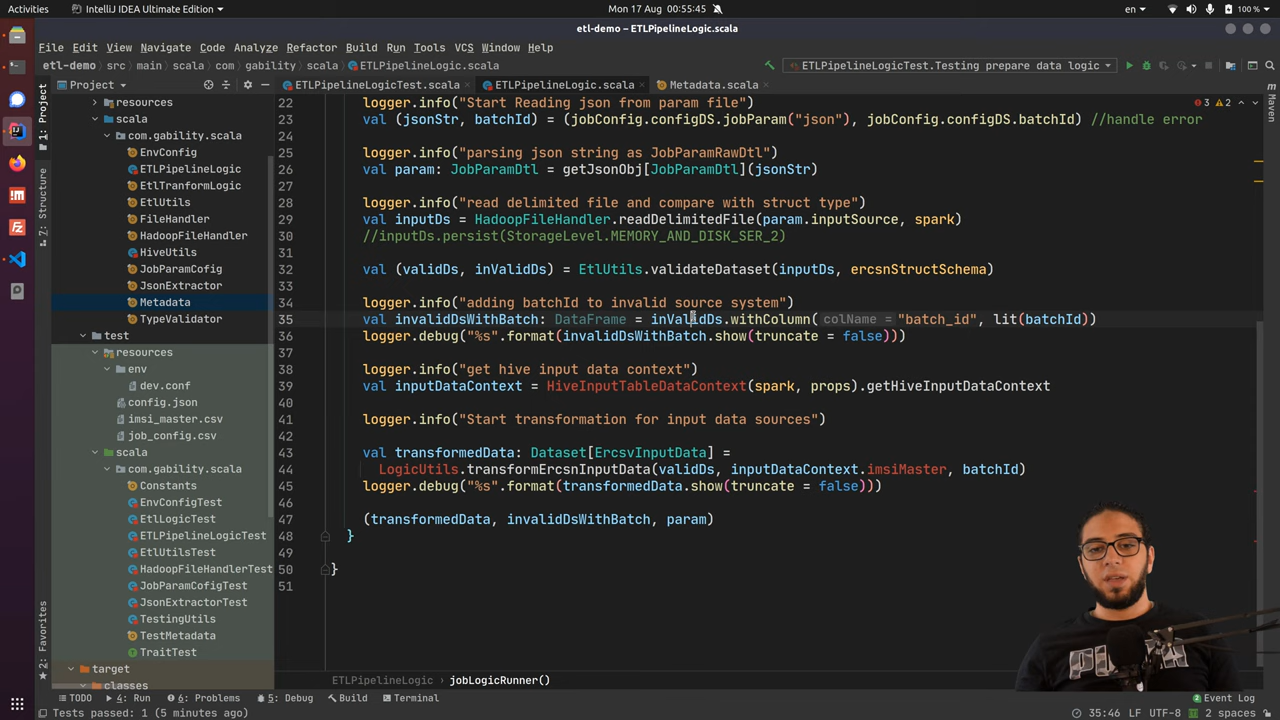 Activities IntelliJ IDEA Ultimate Edition Mon 17 Aug 00:55:45 en 100 %
etl-demo – ETLPipelineLogic.scala
File Edit View Navigate Code Analyze Refactor Build Run Tools VCS Window Help
etl-demo src main scala com gability scala ETLPipelineLogic.scala ETLPipelineLogicTest.Testing prepare data logic
Project ETLPipelineLogicTest.scala ETLPipelineLogic.scala Metadata.scala
1: Project
7: Structure
2: Favorites
Maven
resources
scala
com.gability.scala
EnvConfig
ETLPipelineLogic
EtlTranformLogic
EtlUtils
FileHandler
HadoopFileHandler
HiveUtils
JobParamCofig
JsonExtractor
Metadata
TypeValidator
test
resources
env
dev.conf
config.json
imsi_master.csv
job_config.csv
scala
com.gability.scala
Constants
EnvConfigTest
EtlLogicTest
ETLPipelineLogicTest
EtlUtilsTest
HadoopFileHandlerTest
JobParamCofigTest
JsonExtractorTest
TestingUtils
TestMetadata
TraitTest
target
classes
3 2
22 logger.info("Start Reading json from param file")
23 val (jsonStr, batchId) = (jobConfig.configDS.jobParam("json"), jobConfig.configDS.batchId) //handle error
24
25 logger.info("parsing json string as JobParamRawDtl")
26 val param: JobParamDtl = getJsonObj[JobParamDtl](jsonStr)
27
28 logger.info("read delimited file and compare with struct type")
29 val inputDs = HadoopFileHandler.readDelimitedFile(param.inputSource, spark)
30 //inputDs.persist(StorageLevel.MEMORY_AND_DISK_SER_2)
31
32 val (validDs, inValidDs) = EtlUtils.validateDataset(inputDs, ercsnStructSchema)
33
34 logger.info("adding batchId to invalid source system")
35 val invalidDsWithBatch: DataFrame = inValidDs.withColumn( colName = "batch_id", lit(batchId))
36 logger.debug("%s".format(invalidDsWithBatch.show(truncate = false)))
37
38 logger.info("get hive input data context")
39 val inputDataContext = HiveInputTableDataContext(spark, props).getHiveInputDataContext
40
41 logger.info("Start transformation for input data sources")
42
43 val transformedData: Dataset[ErcsvInputData] =
44 LogicUtils.transformErcsnInputData(validDs, inputDataContext.imsiMaster, batchId)
45 logger.debug("%s".format(transformedData.show(truncate = false)))
46
47 (transformedData, invalidDsWithBatch, param)
48 }
49
50 }
51
ETLPipelineLogic jobLogicRunner()
TODO 4: Run 6: Problems 5: Debug Build Terminal 2 Event Log
Tests passed: 1 (5 minutes ago) 35:46 LF UTF-8 2 spaces